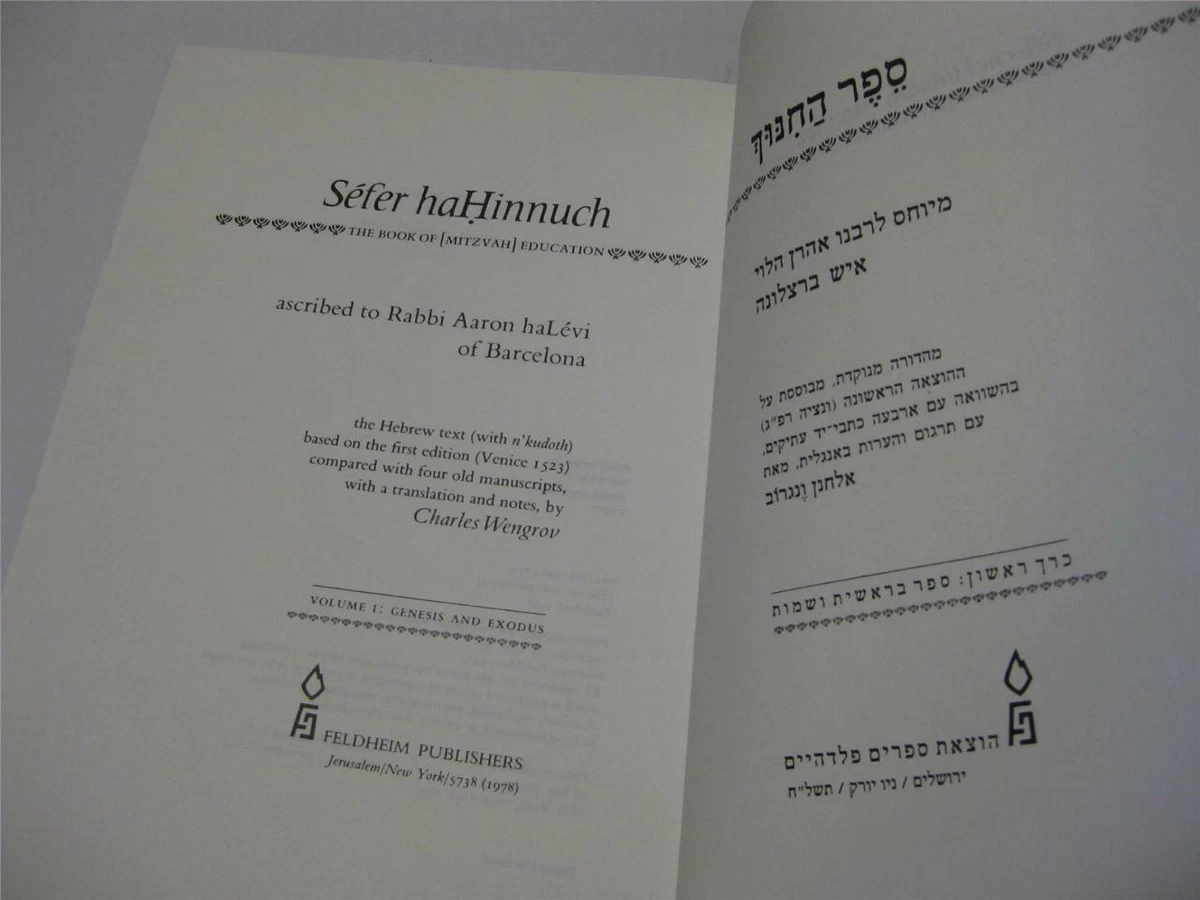 Séfer haḤinnuch
THE BOOK OF [MITZVAH] EDUCATION
ascribed to Rabbi Aaron haLévi
of Barcelona
the Hebrew text (with n'kudoth)
based on the first edition (Venice 1523)
compared with four old manuscripts,
with a translation and notes, by
Charles Wengrov
VOLUME I: GENESIS AND EXODUS
FELDHEIM PUBLISHERS
Jerusalem/New York/5738 (1978)
סֵפֶר הַחִנּוּךְ
מיוחס לרבנו אהרן הלוי
איש ברצלונה
מהדורה מנוקדת, מבוססת על
ההוצאה הראשונה (ונציה רפ״ג)
בהשוואה עם ארבעה כתבי־יד עתיקים,
עם תרגום והערות באנגלית, מאת
אלחנן וֶנגרוֹב
כרך ראשון: ספר בראשית ושמות
הוצאת ספרים פלדהיים
ירושלים / ניו יורק / תשל״ח